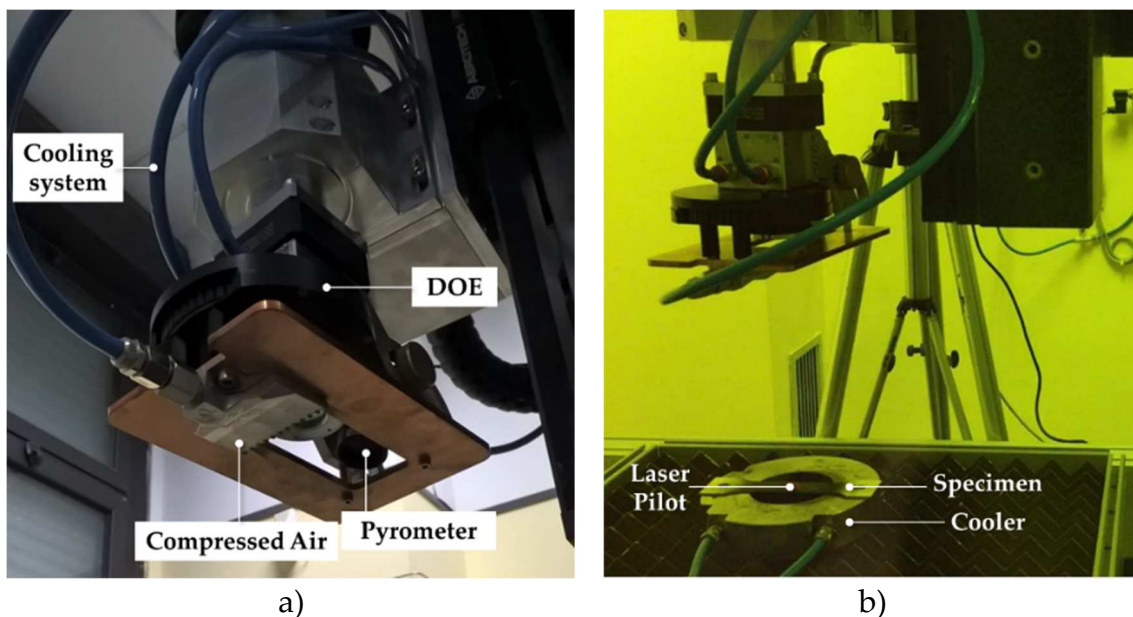 Cooling
system
DOE
Compressed Air
Pyrometer
Laser
Pilot
Specimen
Cooler
a)
b)